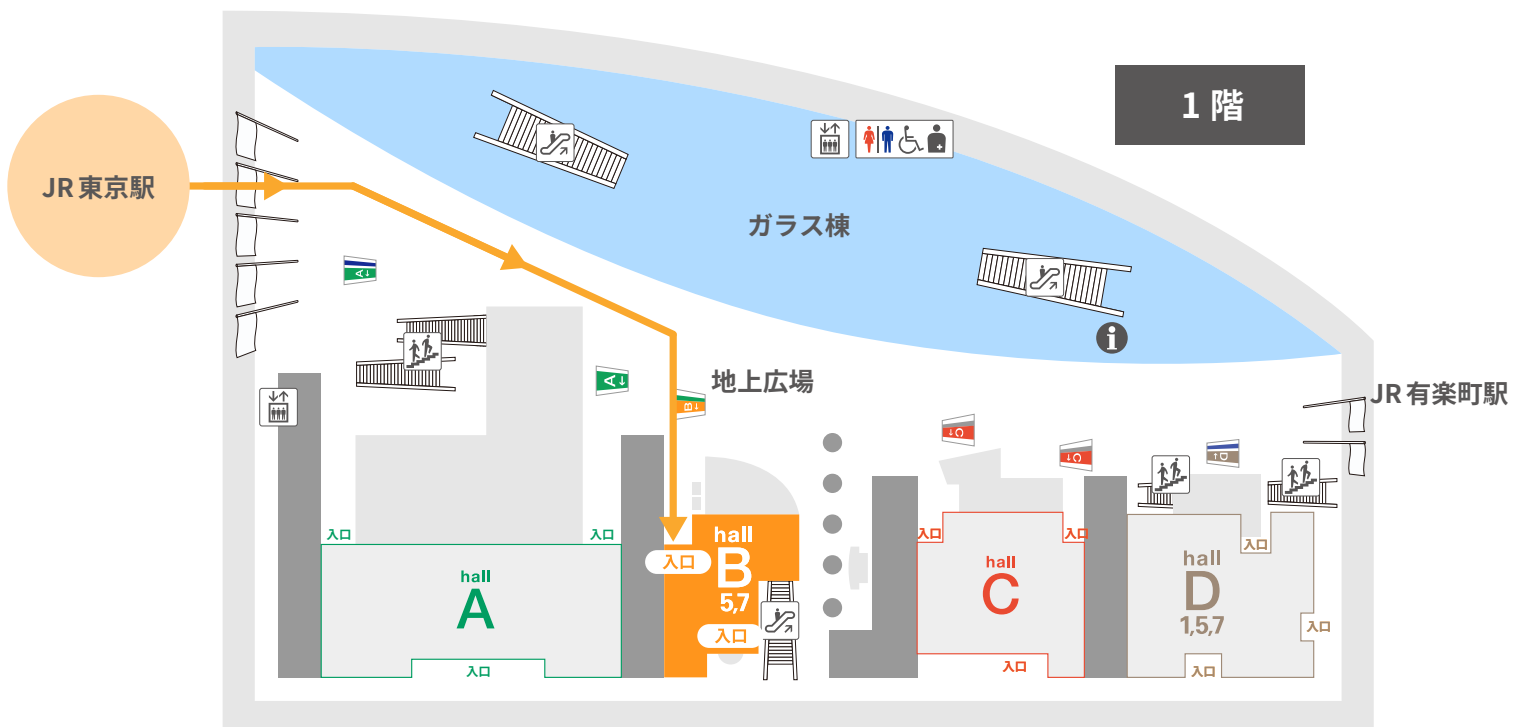 1階
JR東京駅
ガラス棟
A↓
A↓
地上広場
B↓
JR有楽町駅
C↓
C↓
D↓
入口
入口
hall
A
入口
入口
hall
B
5,7
入口
入口
入口
hall
C
入口
入口
hall
D
1,5,7
入口
入口